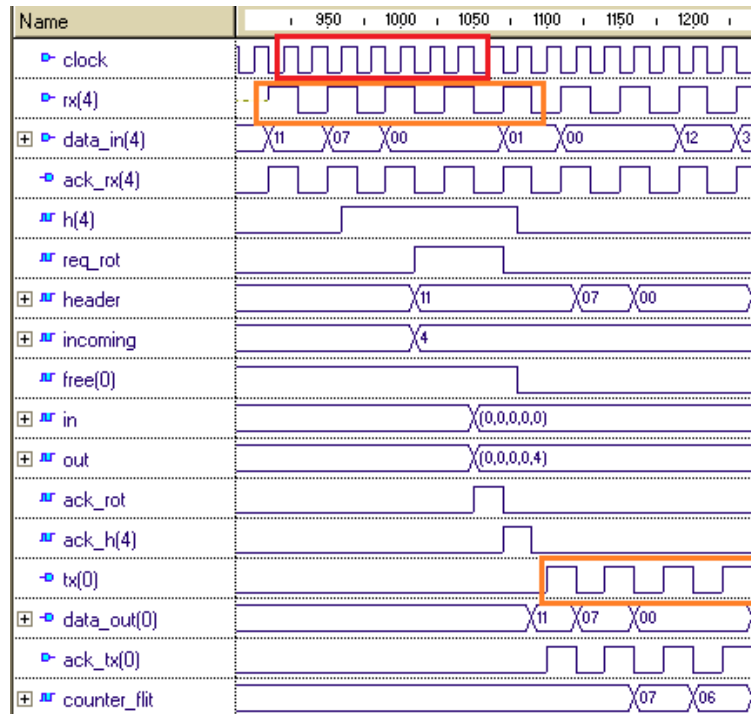 Name 950 1000 1050 1100 1150 1200
clock
rx(4)
data_in(4) 11 07 00 01 00 12 3
ack_rx(4)
h(4)
req_rot
header 11 07 00
incoming 4
free(0)
in (0,0,0,0,0)
out (0,0,0,0,4)
ack_rot
ack_h(4)
tx(0)
data_out(0) 11 07 00
ack_tx(0)
counter_flit 07 06